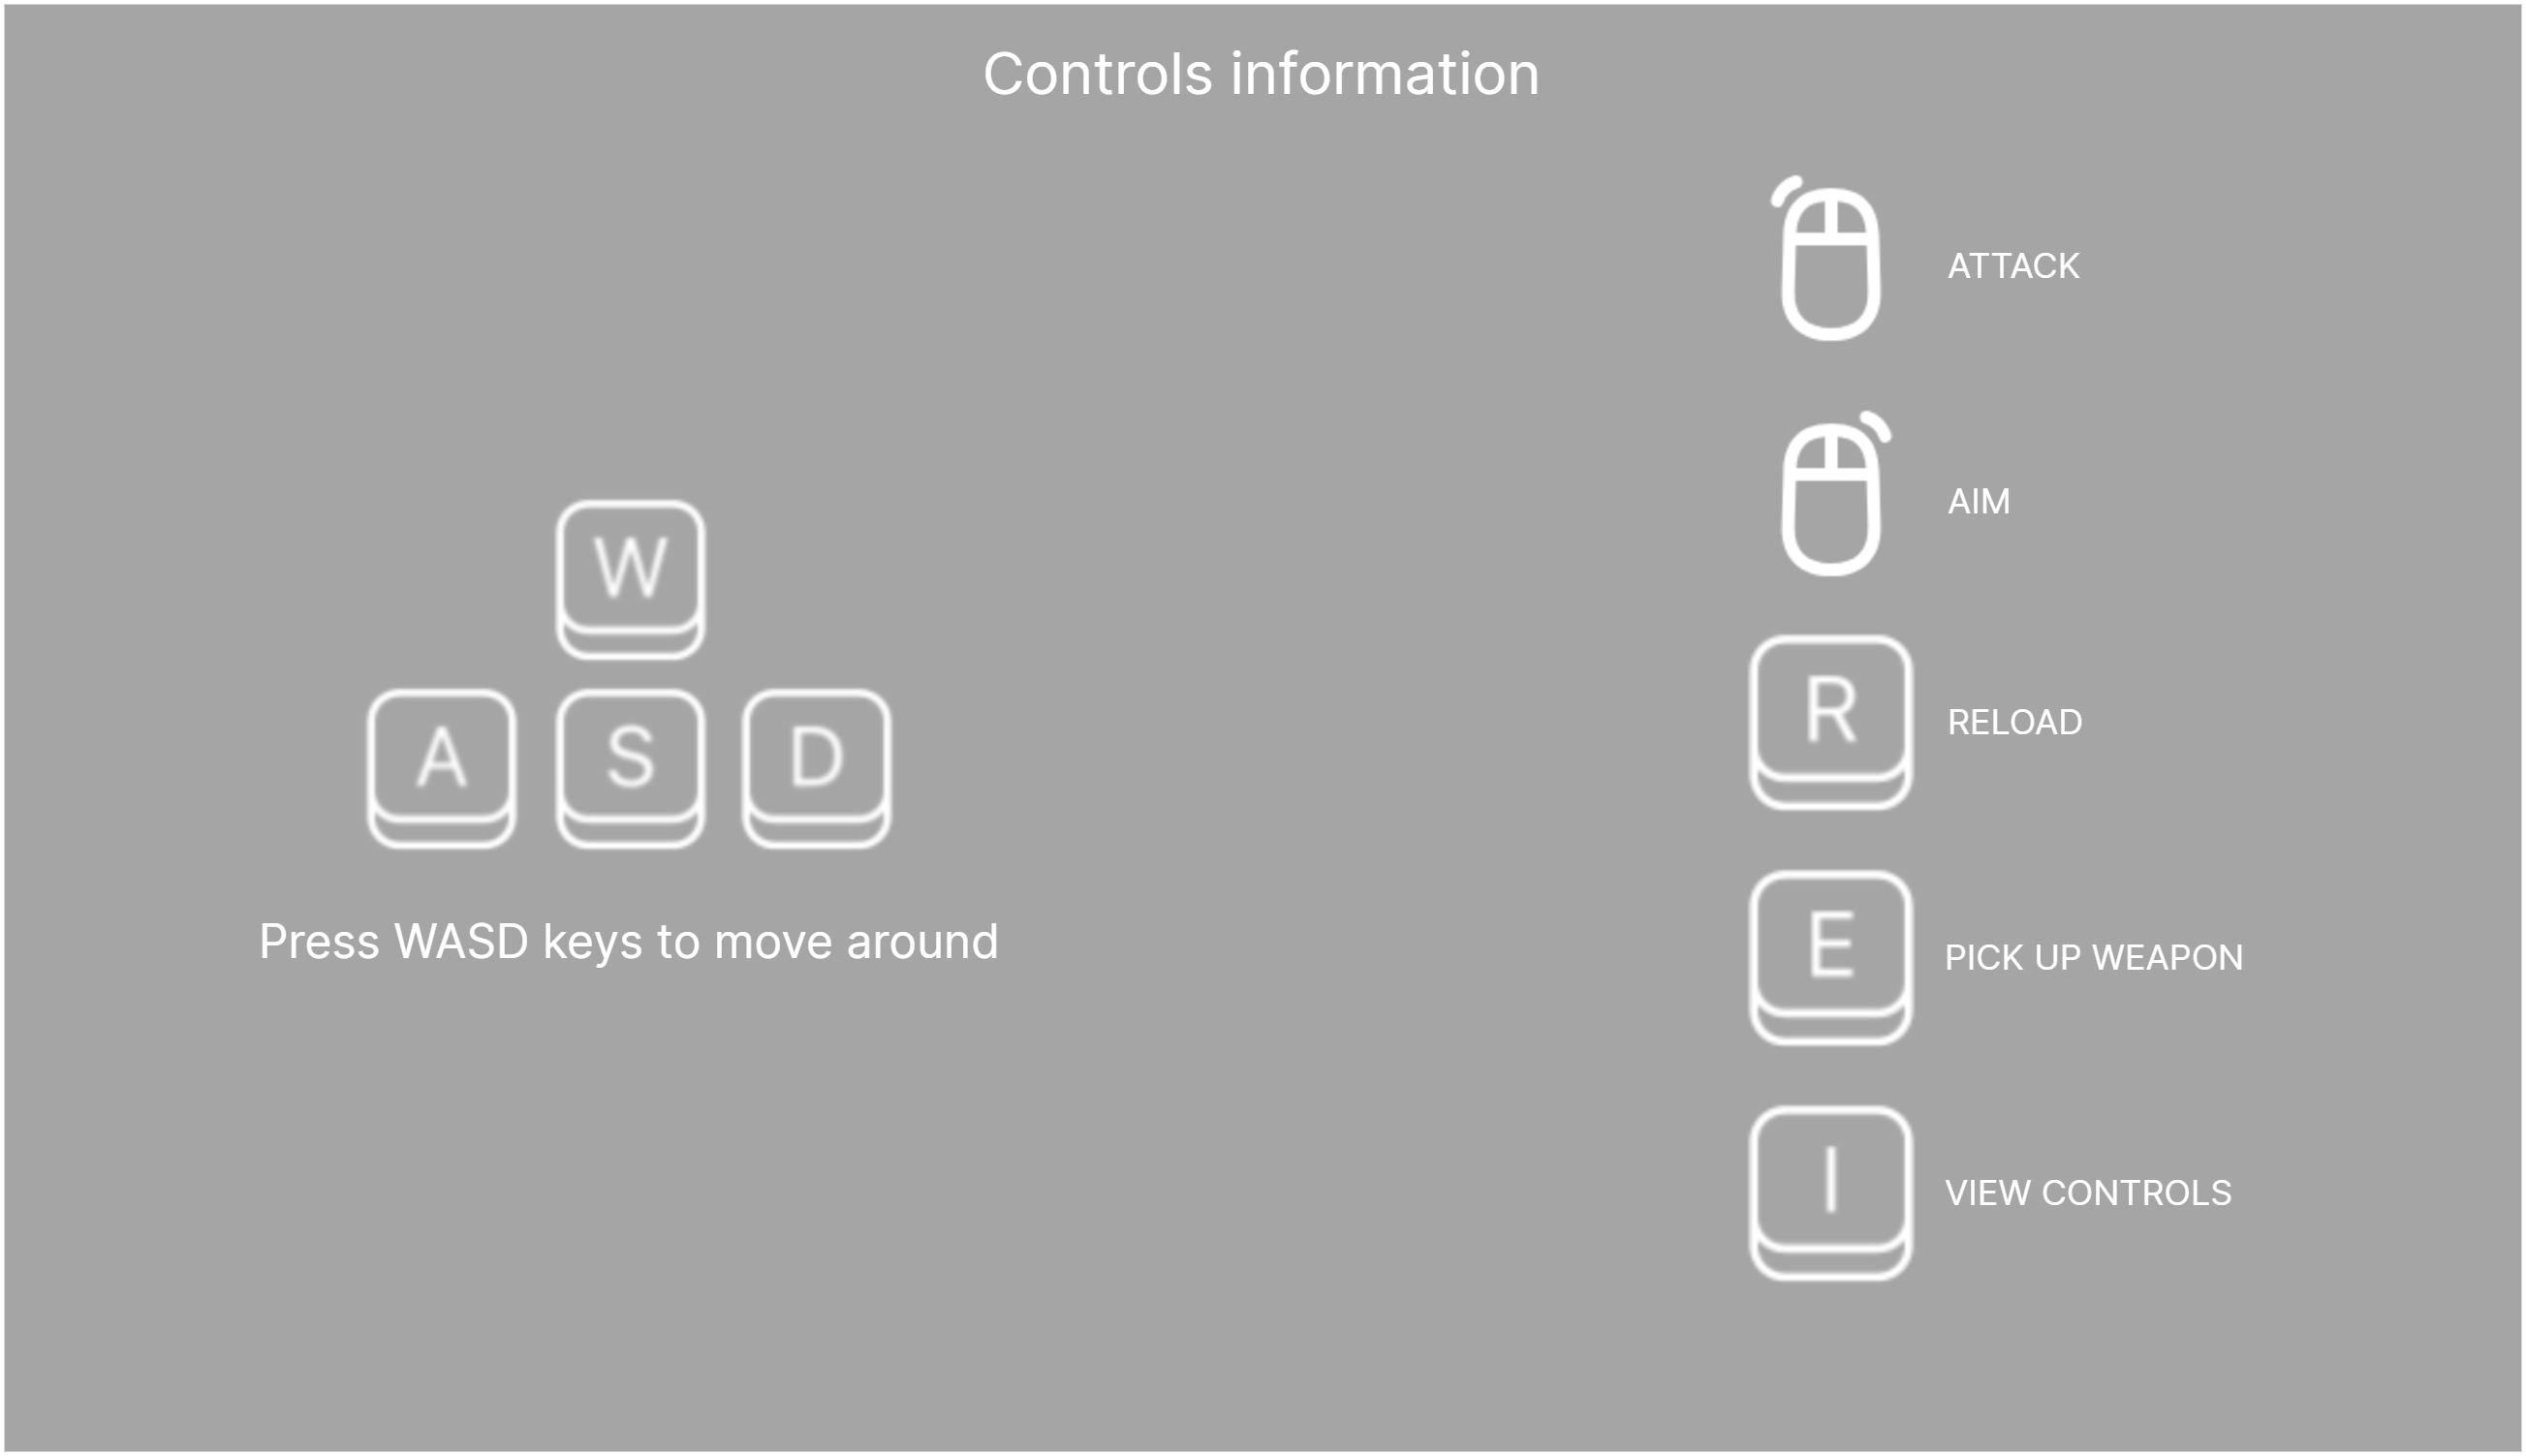 Controls information
W
A S D
Press WASD keys to move around
ATTACK
AIM
R RELOAD
E PICK UP WEAPON
I VIEW CONTROLS